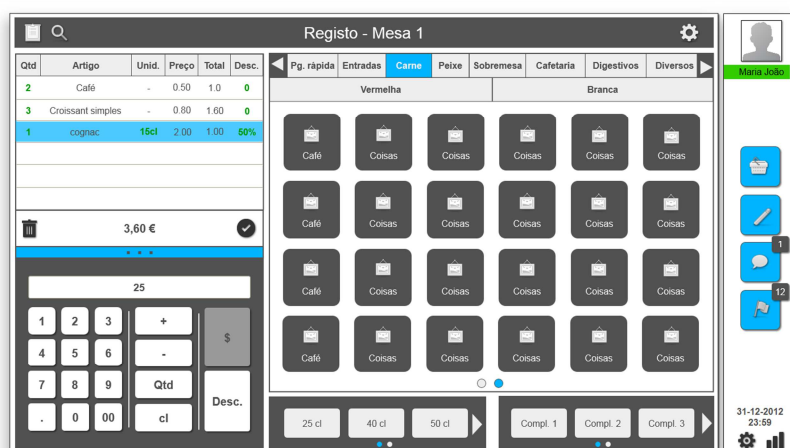 Registo - Mesa 1
Qtd Artigo Unid. Preço Total Desc.
2 Café - 0.50 1.0 0
3 Croissant simples - 0.80 1.60 0
1 cognac 15cl 2.00 1.00 50%
3,60 €
25
1 2 3 +
4 5 6 - $
7 8 9 Qtd
. 0 00 cl Desc.
Pg. rápida Entradas Carne Peixe Sobremesa Cafetaria Digestivos Diversos
Vermelha Branca
Café Coisas Coisas Coisas Coisas Coisas
Café Coisas Coisas Coisas Coisas Coisas
Café Coisas Coisas Coisas Coisas Coisas
Café Coisas Coisas Coisas Coisas Coisas
25 cl 40 cl 50 cl Compl. 1 Compl. 2 Compl. 3
Maria João
1
12
31-12-2012
23:59